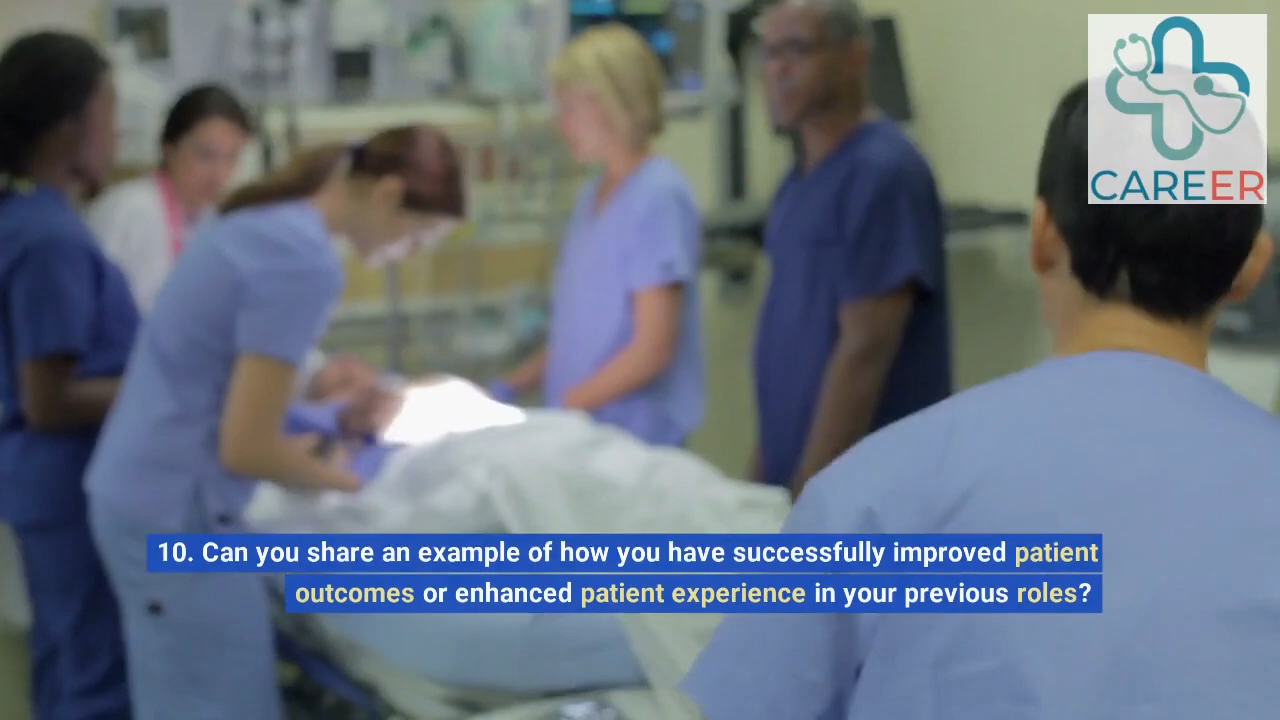 CAREER
10. Can you share an example of how you have successfully improved patient
outcomes or enhanced patient experience in your previous roles?